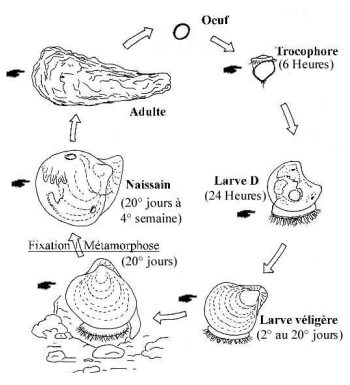 Oeuf
Trocophore
(6 Heures)
Adulte
Larve D
(24 Heures)
Naissain
(20° jours à
4° semaine)
Fixation Métamorphose
(20° jours)
Larve véligère
(2° au 20° jours)